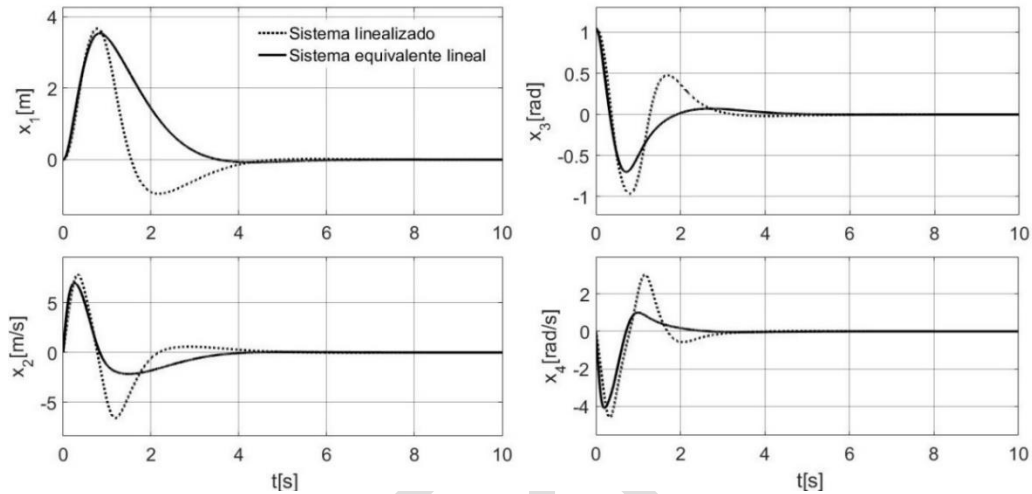 4
2
0
x1[m]
Sistema linealizado
Sistema equivalente lineal
0 2 4 6 8 10
1
0.5
0
-0.5
-1
x3[rad]
0 2 4 6 8 10
5
0
-5
x2[m/s]
0 2 4 6 8 10
t[s]
2
0
-2
-4
x4[rad/s]
0 2 4 6 8 10
t[s]